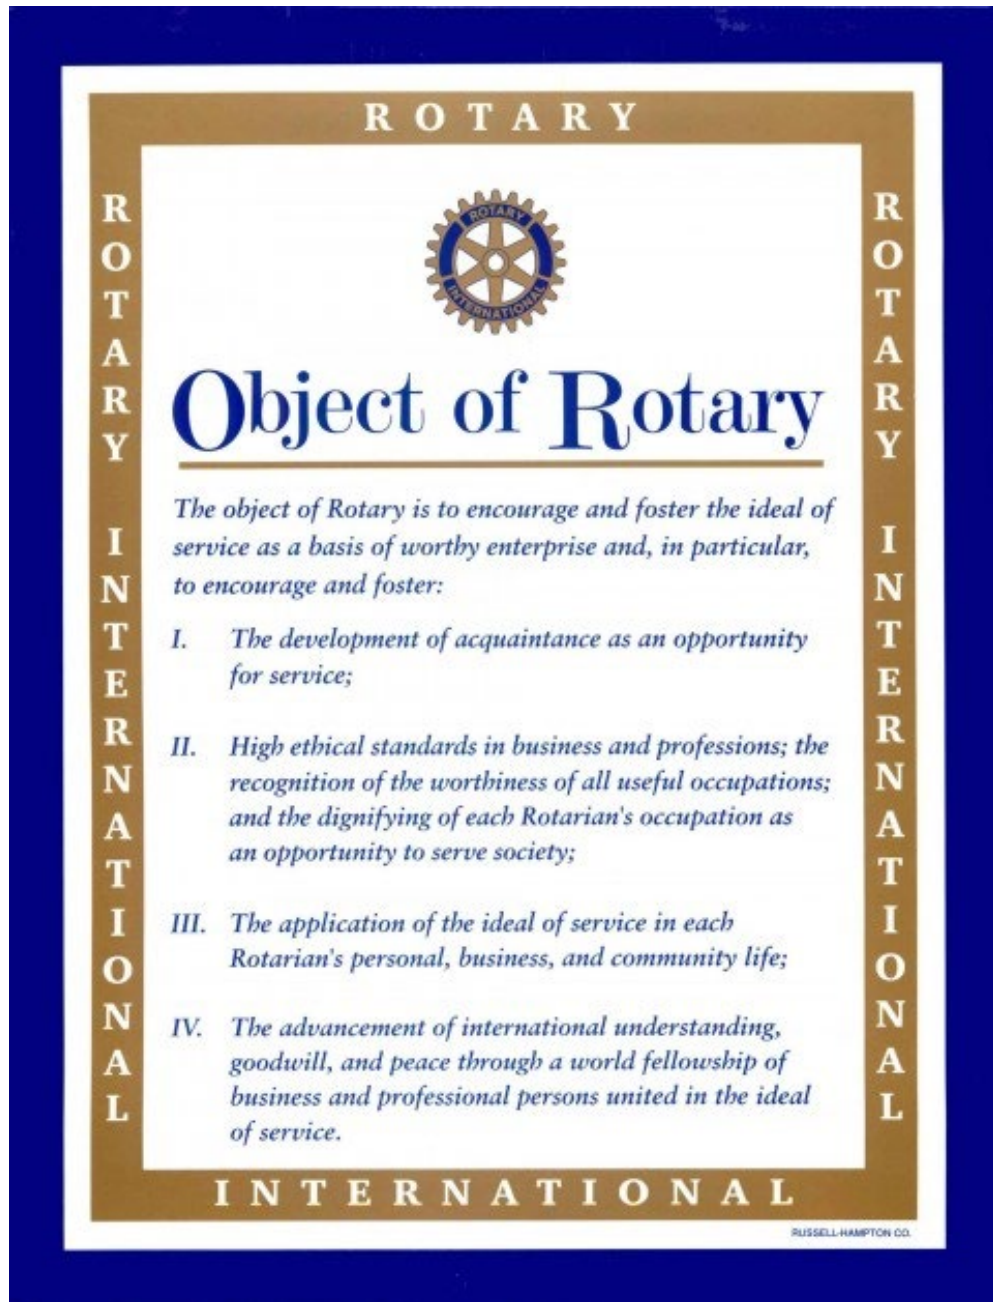 ROTARY
ROTARY INTERNATIONAL
ROTARY INTERNATIONAL
ROTARY
INTERNATIONAL
Object of Rotary
The object of Rotary is to encourage and foster the ideal of
service as a basis of worthy enterprise and, in particular,
to encourage and foster:
I. The development of acquaintance as an opportunity
for service;
II. High ethical standards in business and professions; the
recognition of the worthiness of all useful occupations;
and the dignifying of each Rotarian's occupation as
an opportunity to serve society;
III. The application of the ideal of service in each
Rotarian's personal, business, and community life;
IV. The advancement of international understanding,
goodwill, and peace through a world fellowship of
business and professional persons united in the ideal
of service.
INTERNATIONAL
RUSSELL-HAMPTON CO.